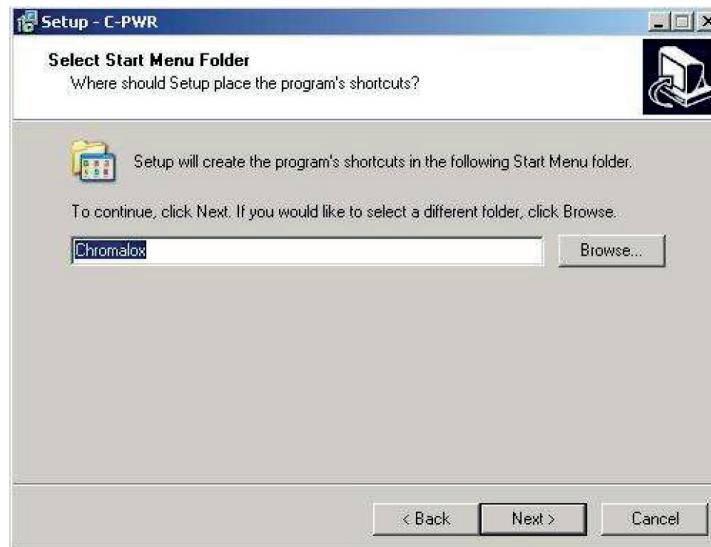 Setup - C-PWR
Select Start Menu Folder
Where should Setup place the program's shortcuts?
Setup will create the program's shortcuts in the following Start Menu folder.
To continue, click Next. If you would like to select a different folder, click Browse.
Chromalox
Browse...
< Back
Next >
Cancel